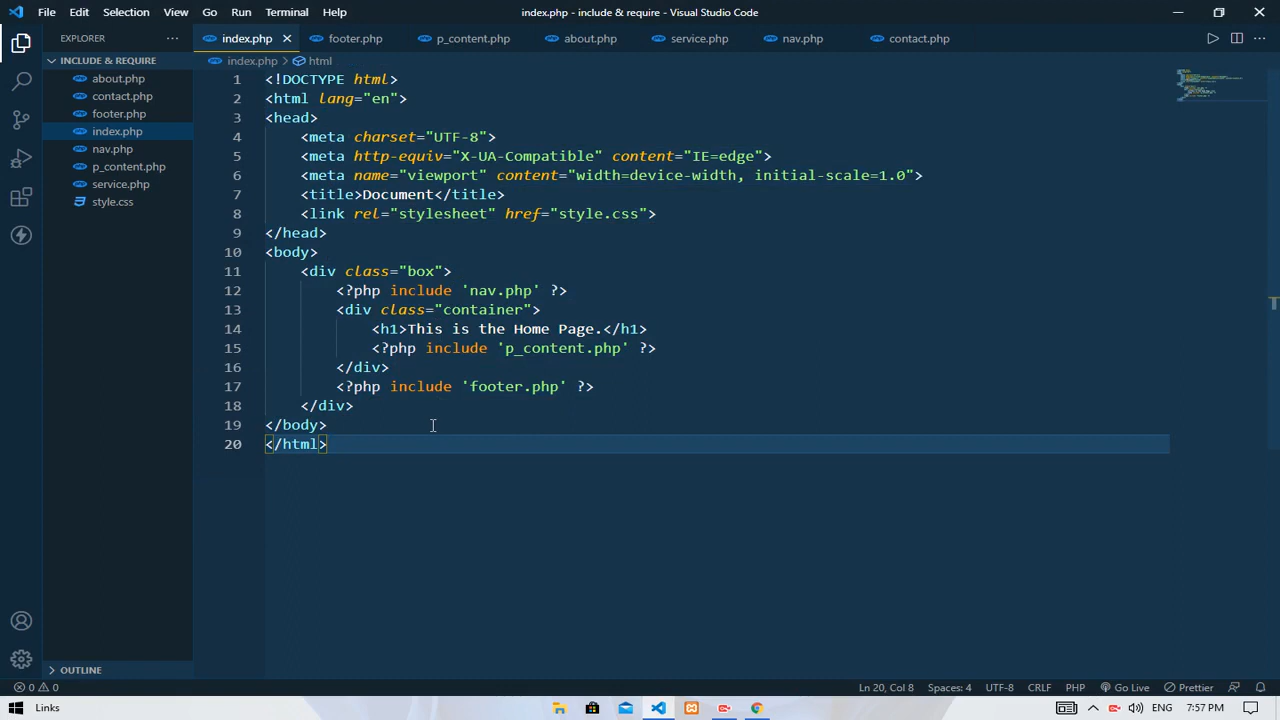 File Edit Selection View Go Run Terminal Help index.php - include & require - Visual Studio Code
EXPLORER ... index.php footer.php p_content.php about.php service.php nav.php contact.php
INCLUDE & REQUIRE
index.php > html
about.php
contact.php
footer.php
index.php
nav.php
p_content.php
service.php
style.css
1 <!DOCTYPE html>
2 <html lang="en">
3 <head>
4 <meta charset="UTF-8">
5 <meta http-equiv="X-UA-Compatible" content="IE=edge">
6 <meta name="viewport" content="width=device-width, initial-scale=1.0">
7 <title>Document</title>
8 <link rel="stylesheet" href="style.css">
9 </head>
10 <body>
11 <div class="box">
12 <?php include 'nav.php' ?>
13 <div class="container">
14 <h1>This is the Home Page.</h1>
15 <?php include 'p_content.php' ?>
16 </div>
17 <?php include 'footer.php' ?>
18 </div>
19 </body>
20 </html>
OUTLINE
0 0 Ln 20, Col 8 Spaces: 4 UTF-8 CRLF PHP Go Live Prettier
Links ENG 7:57 PM